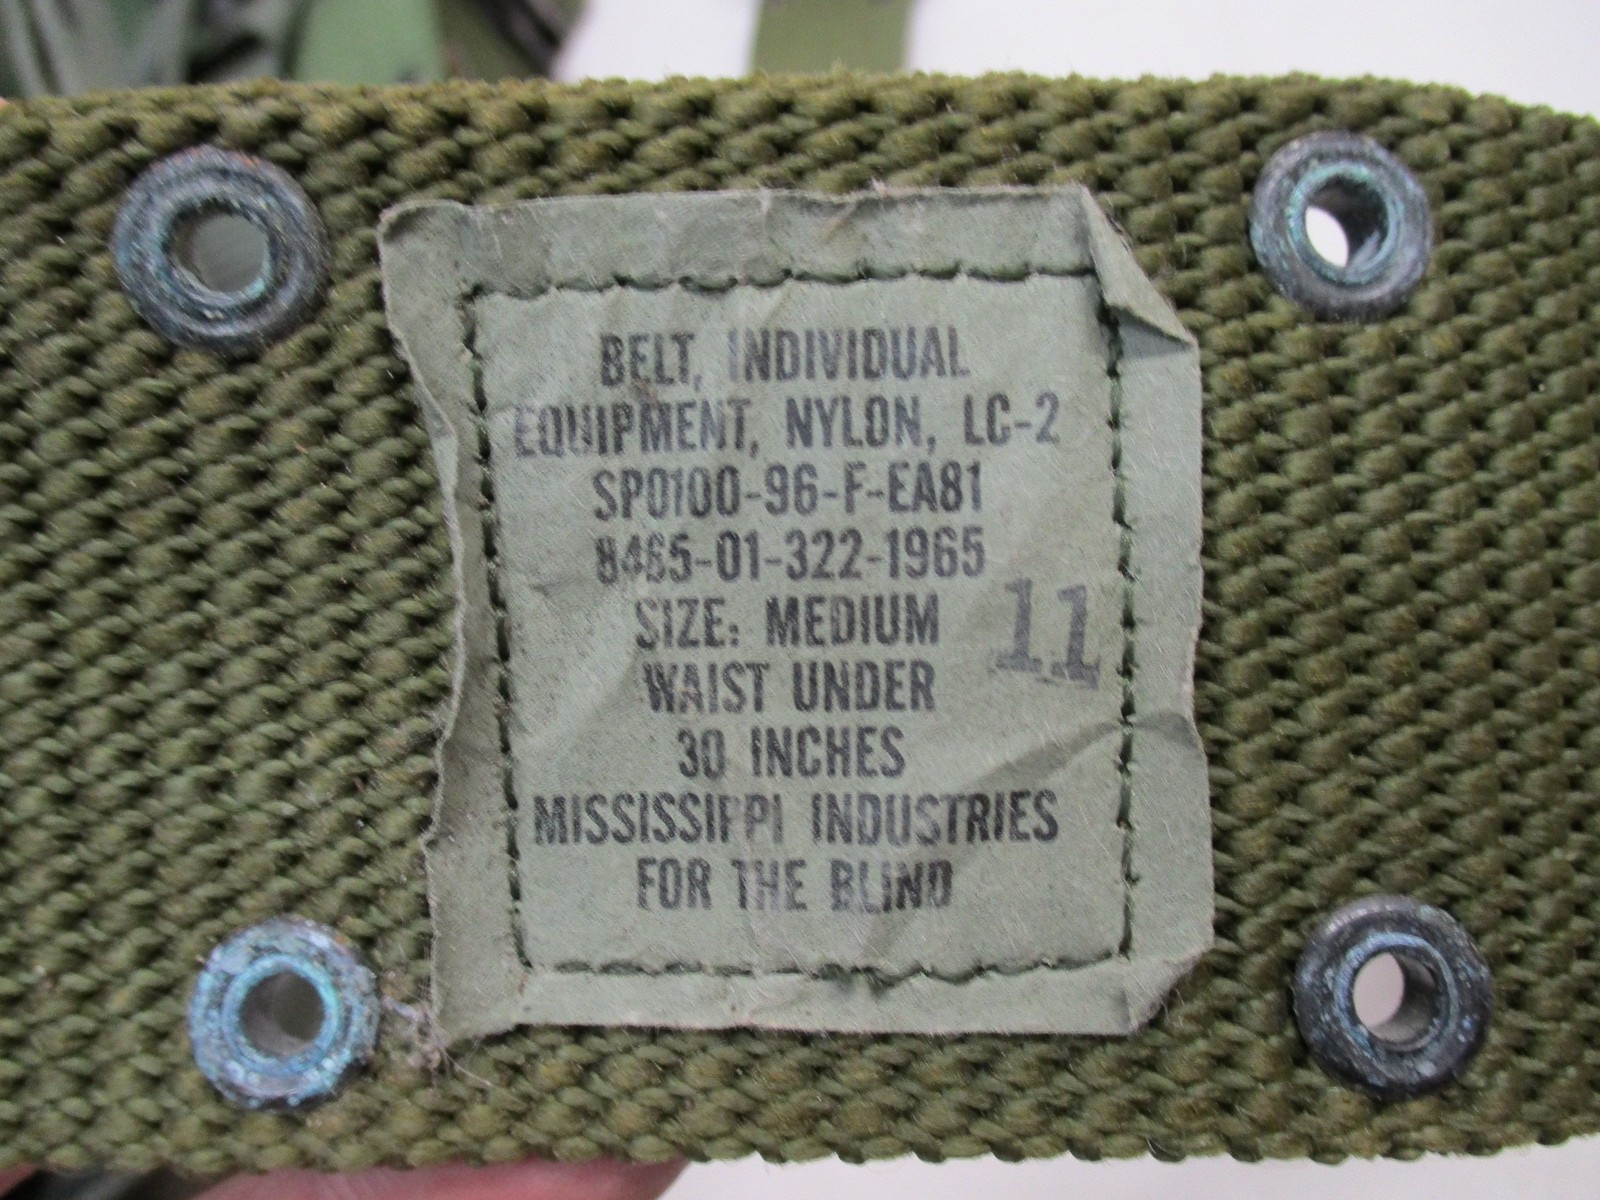 BELT, INDIVIDUAL
EQUIPMENT, NYLON, LC-2
SP0100-96-F-EA81
8465-01-322-1965
SIZE: MEDIUM
11
WAIST UNDER
30 INCHES
MISSISSIPPI INDUSTRIES
FOR THE BLIND